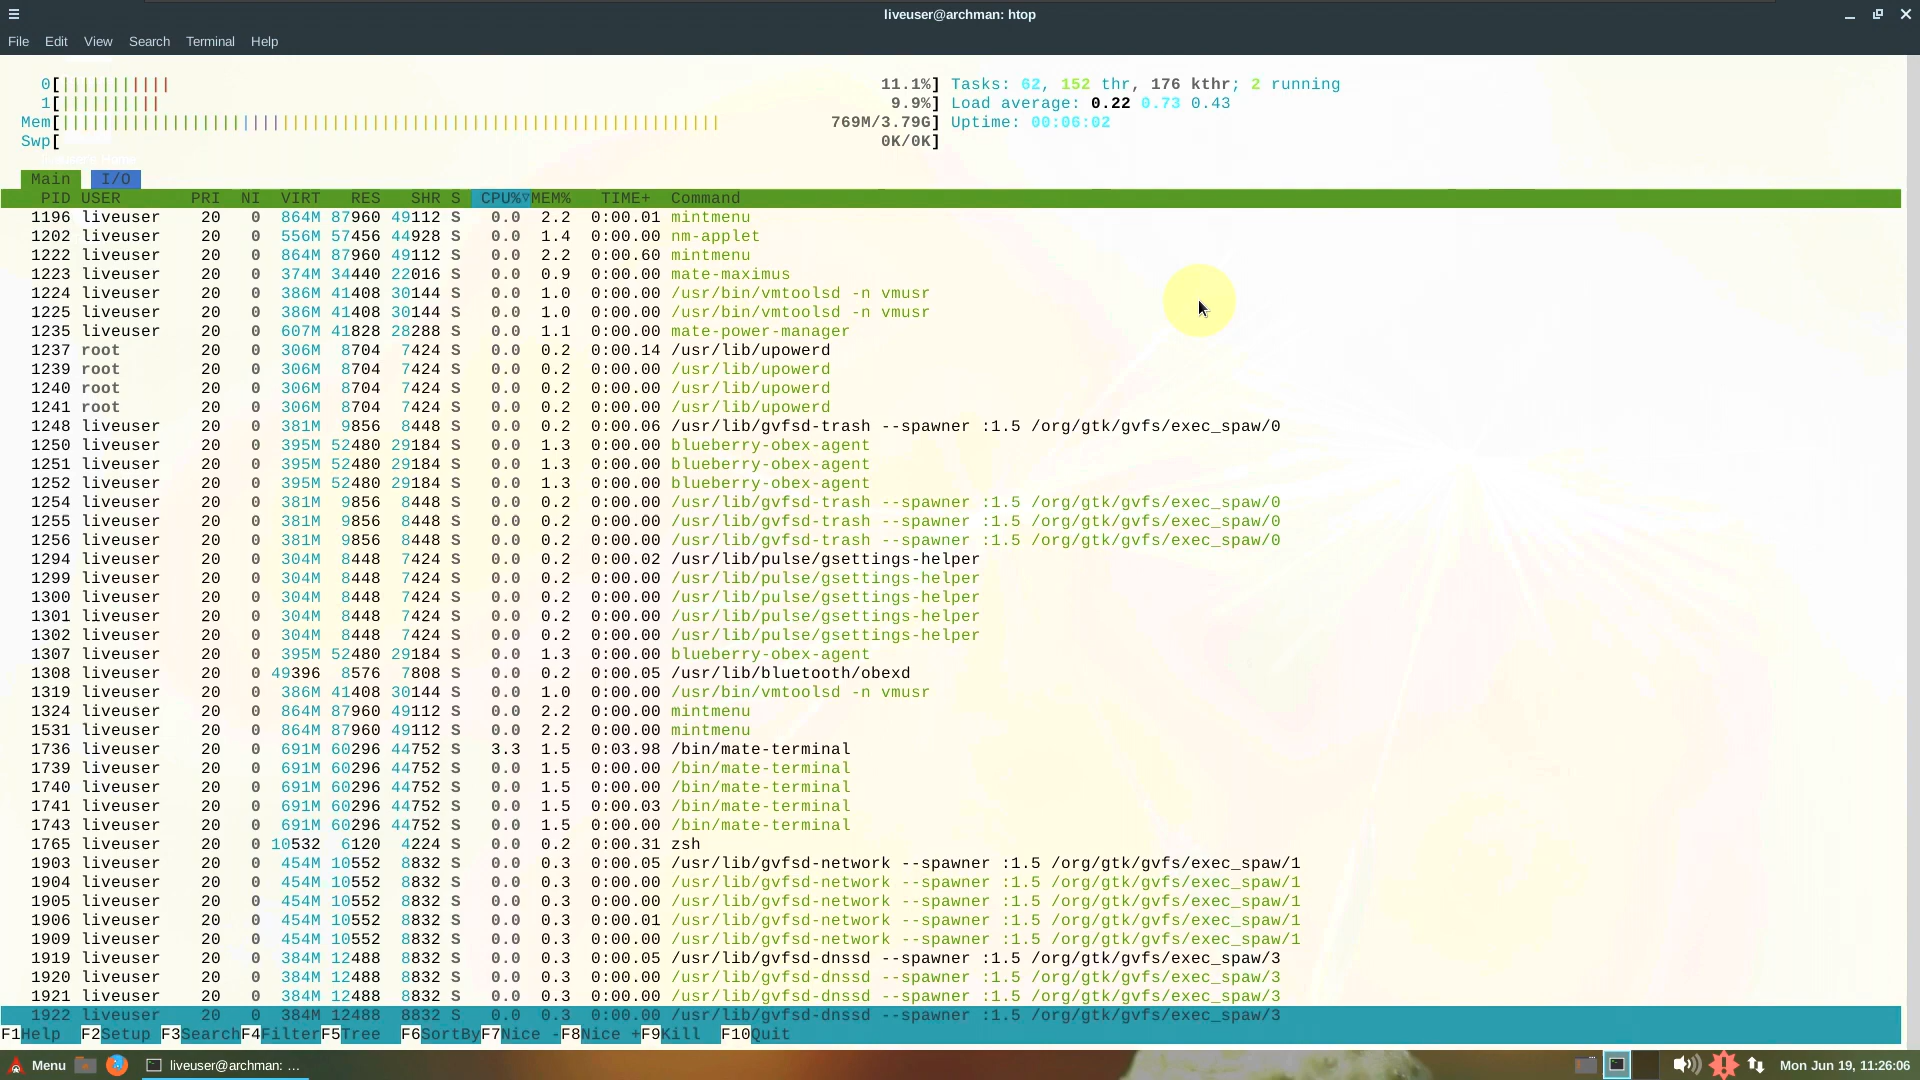 liveuser@archman: htop
File Edit View Search Terminal Help
0[|||||||||||| 11.1%] Tasks: 62, 152 thr, 176 kthr; 2 running
1[|||||||||| 9.9%] Load average: 0.22 0.73 0.43
Mem[||||||||||||||||||||||||||||||||||||||||||||||||||||||||||||||||||| 769M/3.79G] Uptime: 00:06:02
Swp[ 0K/0K]
Main I/O
PID USER PRI NI VIRT RES SHR S CPU%▽MEM% TIME+ Command
1196 liveuser 20 0 864M 87960 49112 S 0.0 2.2 0:00.01 mintmenu
1202 liveuser 20 0 556M 57456 44928 S 0.0 1.4 0:00.00 nm-applet
1222 liveuser 20 0 864M 87960 49112 S 0.0 2.2 0:00.60 mintmenu
1223 liveuser 20 0 374M 34440 22016 S 0.0 0.9 0:00.00 mate-maximus
1224 liveuser 20 0 386M 41408 30144 S 0.0 1.0 0:00.00 /usr/bin/vmtoolsd -n vmusr
1225 liveuser 20 0 386M 41408 30144 S 0.0 1.0 0:00.00 /usr/bin/vmtoolsd -n vmusr
1235 liveuser 20 0 607M 41828 28288 S 0.0 1.1 0:00.00 mate-power-manager
1237 root 20 0 306M 8704 7424 S 0.0 0.2 0:00.14 /usr/lib/upowerd
1239 root 20 0 306M 8704 7424 S 0.0 0.2 0:00.00 /usr/lib/upowerd
1240 root 20 0 306M 8704 7424 S 0.0 0.2 0:00.00 /usr/lib/upowerd
1241 root 20 0 306M 8704 7424 S 0.0 0.2 0:00.00 /usr/lib/upowerd
1248 liveuser 20 0 381M 9856 8448 S 0.0 0.2 0:00.06 /usr/lib/gvfsd-trash --spawner :1.5 /org/gtk/gvfs/exec_spaw/0
1250 liveuser 20 0 395M 52480 29184 S 0.0 1.3 0:00.00 blueberry-obex-agent
1251 liveuser 20 0 395M 52480 29184 S 0.0 1.3 0:00.00 blueberry-obex-agent
1252 liveuser 20 0 395M 52480 29184 S 0.0 1.3 0:00.00 blueberry-obex-agent
1254 liveuser 20 0 381M 9856 8448 S 0.0 0.2 0:00.00 /usr/lib/gvfsd-trash --spawner :1.5 /org/gtk/gvfs/exec_spaw/0
1255 liveuser 20 0 381M 9856 8448 S 0.0 0.2 0:00.00 /usr/lib/gvfsd-trash --spawner :1.5 /org/gtk/gvfs/exec_spaw/0
1256 liveuser 20 0 381M 9856 8448 S 0.0 0.2 0:00.00 /usr/lib/gvfsd-trash --spawner :1.5 /org/gtk/gvfs/exec_spaw/0
1294 liveuser 20 0 304M 8448 7424 S 0.0 0.2 0:00.02 /usr/lib/pulse/gsettings-helper
1299 liveuser 20 0 304M 8448 7424 S 0.0 0.2 0:00.00 /usr/lib/pulse/gsettings-helper
1300 liveuser 20 0 304M 8448 7424 S 0.0 0.2 0:00.00 /usr/lib/pulse/gsettings-helper
1301 liveuser 20 0 304M 8448 7424 S 0.0 0.2 0:00.00 /usr/lib/pulse/gsettings-helper
1302 liveuser 20 0 304M 8448 7424 S 0.0 0.2 0:00.00 /usr/lib/pulse/gsettings-helper
1307 liveuser 20 0 395M 52480 29184 S 0.0 1.3 0:00.00 blueberry-obex-agent
1308 liveuser 20 0 49396 8576 7808 S 0.0 0.2 0:00.05 /usr/lib/bluetooth/obexd
1319 liveuser 20 0 386M 41408 30144 S 0.0 1.0 0:00.00 /usr/bin/vmtoolsd -n vmusr
1324 liveuser 20 0 864M 87960 49112 S 0.0 2.2 0:00.00 mintmenu
1531 liveuser 20 0 864M 87960 49112 S 0.0 2.2 0:00.00 mintmenu
1736 liveuser 20 0 691M 60296 44752 S 3.3 1.5 0:03.98 /bin/mate-terminal
1739 liveuser 20 0 691M 60296 44752 S 0.0 1.5 0:00.00 /bin/mate-terminal
1740 liveuser 20 0 691M 60296 44752 S 0.0 1.5 0:00.00 /bin/mate-terminal
1741 liveuser 20 0 691M 60296 44752 S 0.0 1.5 0:00.03 /bin/mate-terminal
1743 liveuser 20 0 691M 60296 44752 S 0.0 1.5 0:00.00 /bin/mate-terminal
1765 liveuser 20 0 10532 6120 4224 S 0.0 0.2 0:00.31 zsh
1903 liveuser 20 0 454M 10552 8832 S 0.0 0.3 0:00.05 /usr/lib/gvfsd-network --spawner :1.5 /org/gtk/gvfs/exec_spaw/1
1904 liveuser 20 0 454M 10552 8832 S 0.0 0.3 0:00.00 /usr/lib/gvfsd-network --spawner :1.5 /org/gtk/gvfs/exec_spaw/1
1905 liveuser 20 0 454M 10552 8832 S 0.0 0.3 0:00.00 /usr/lib/gvfsd-network --spawner :1.5 /org/gtk/gvfs/exec_spaw/1
1906 liveuser 20 0 454M 10552 8832 S 0.0 0.3 0:00.01 /usr/lib/gvfsd-network --spawner :1.5 /org/gtk/gvfs/exec_spaw/1
1909 liveuser 20 0 454M 10552 8832 S 0.0 0.3 0:00.00 /usr/lib/gvfsd-network --spawner :1.5 /org/gtk/gvfs/exec_spaw/1
1919 liveuser 20 0 384M 12488 8832 S 0.0 0.3 0:00.05 /usr/lib/gvfsd-dnssd --spawner :1.5 /org/gtk/gvfs/exec_spaw/3
1920 liveuser 20 0 384M 12488 8832 S 0.0 0.3 0:00.00 /usr/lib/gvfsd-dnssd --spawner :1.5 /org/gtk/gvfs/exec_spaw/3
1921 liveuser 20 0 384M 12488 8832 S 0.0 0.3 0:00.00 /usr/lib/gvfsd-dnssd --spawner :1.5 /org/gtk/gvfs/exec_spaw/3
1922 liveuser 20 0 384M 12488 8832 S 0.0 0.3 0:00.00 /usr/lib/gvfsd-dnssd --spawner :1.5 /org/gtk/gvfs/exec_spaw/3
F1Help F2Setup F3SearchF4FilterF5Tree F6SortByF7Nice -F8Nice +F9Kill F10Quit
Menu liveuser@archman: … Mon Jun 19, 11:26:06